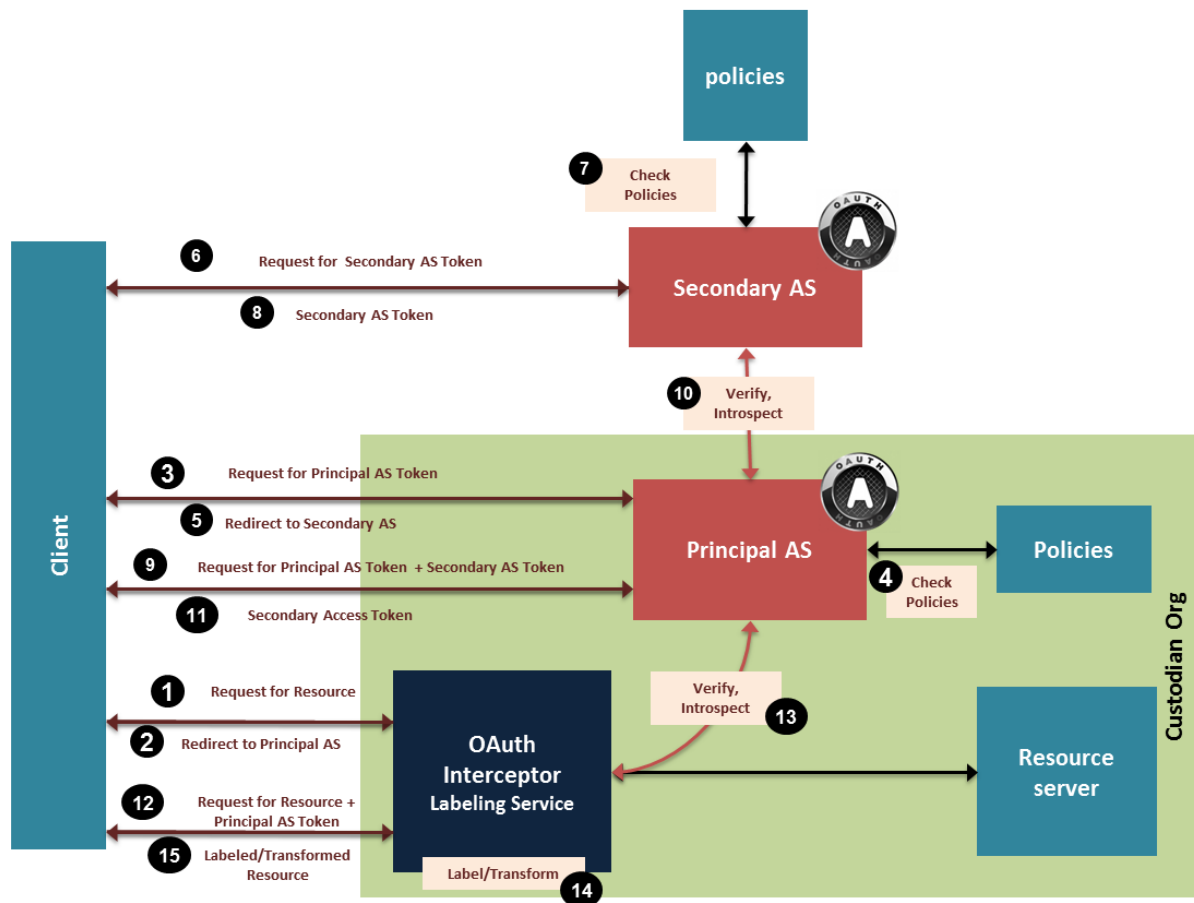 policies
7
Check
Policies
OAUTH
A
OAUTH
6
Request for Secondary AS Token
Secondary AS
8
Secondary AS Token
10
Verify,
Introspect
3
Request for Principal AS Token
OAUTH
A
OAUTH
5
Redirect to Secondary AS
Principal AS
Policies
9
Request for Principal AS Token + Secondary AS Token
4
Check
Policies
11
Secondary Access Token
Client
Custodian Org
1
Request for Resource
Verify,
Introspect
13
2
Redirect to Principal AS
OAuth
Interceptor
Labeling Service
Resource
server
12
Request for Resource +
Principal AS Token
15
Labeled/Transformed
Resource
Label/Transform
14